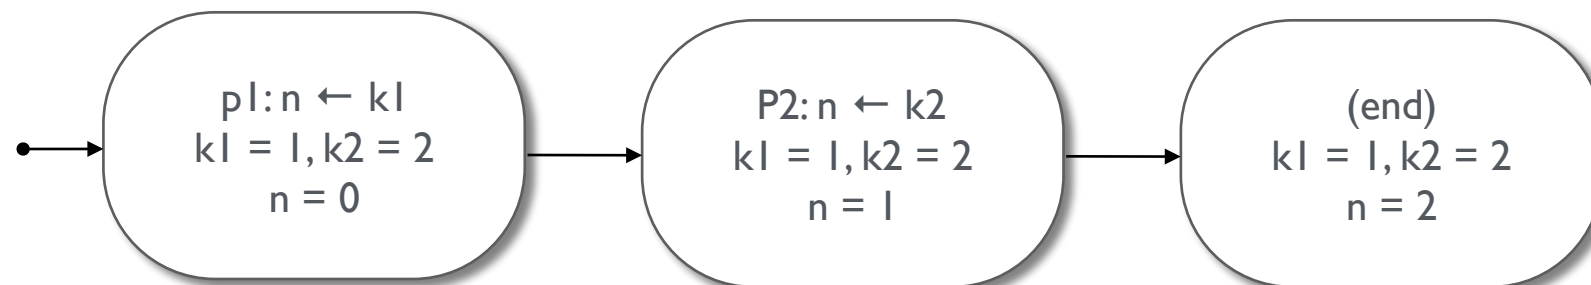 p1: n ← k1
k1 = 1, k2 = 2
n = 0
P2: n ← k2
k1 = 1, k2 = 2
n = 1
(end)
k1 = 1, k2 = 2
n = 2